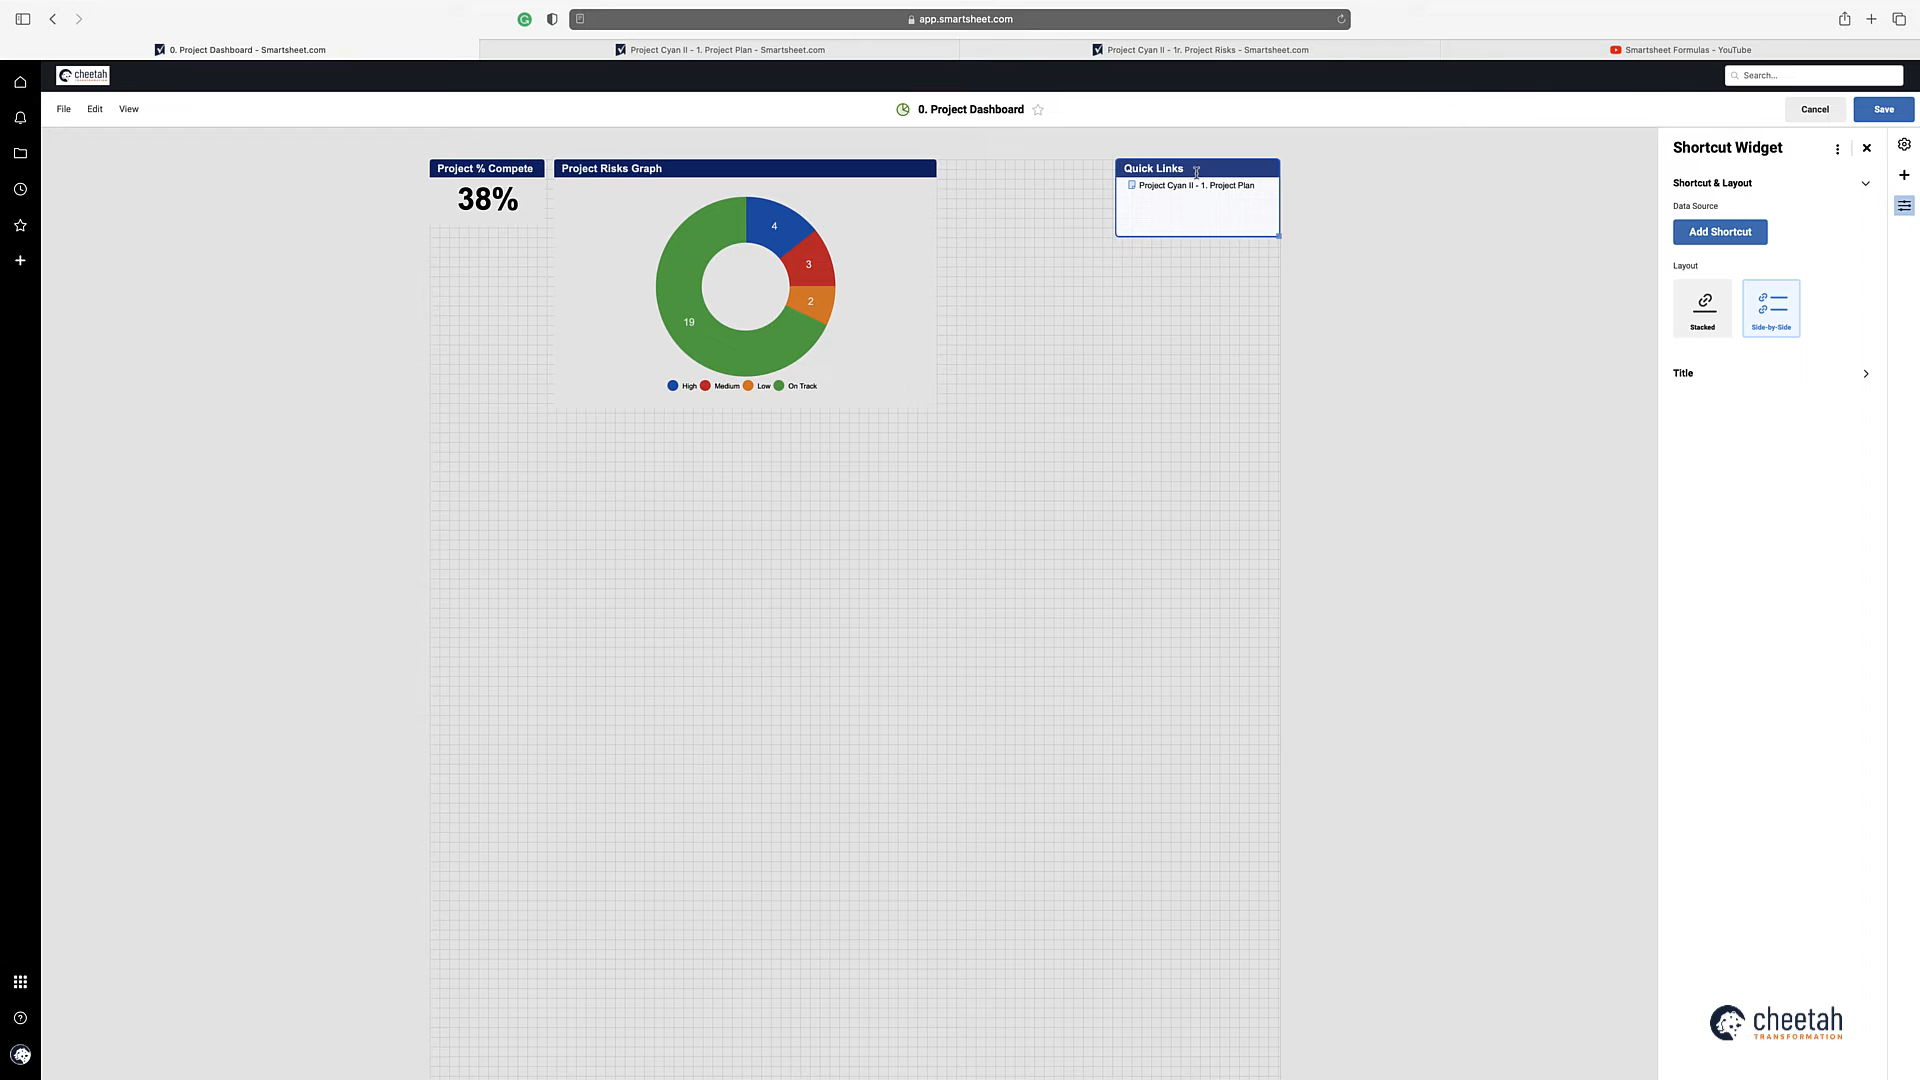 app.smartsheet.com
0. Project Dashboard - Smartsheet.com
Project Cyan II - 1. Project Plan - Smartsheet.com
Project Cyan II - 1r. Project Risks - Smartsheet.com
Smartsheet Formulas - YouTube
cheetah
TRANSFORMATION
Search...
File
Edit
View
0. Project Dashboard
Cancel
Save
Project % Compete
38%
Project Risks Graph
4
3
2
19
High
Medium
Low
On Track
Quick Links
Project Cyan II - 1. Project Plan
Shortcut Widget
Shortcut & Layout
Data Source
Add Shortcut
Layout
Stacked
Side-by-Side
Title
cheetah
TRANSFORMATION